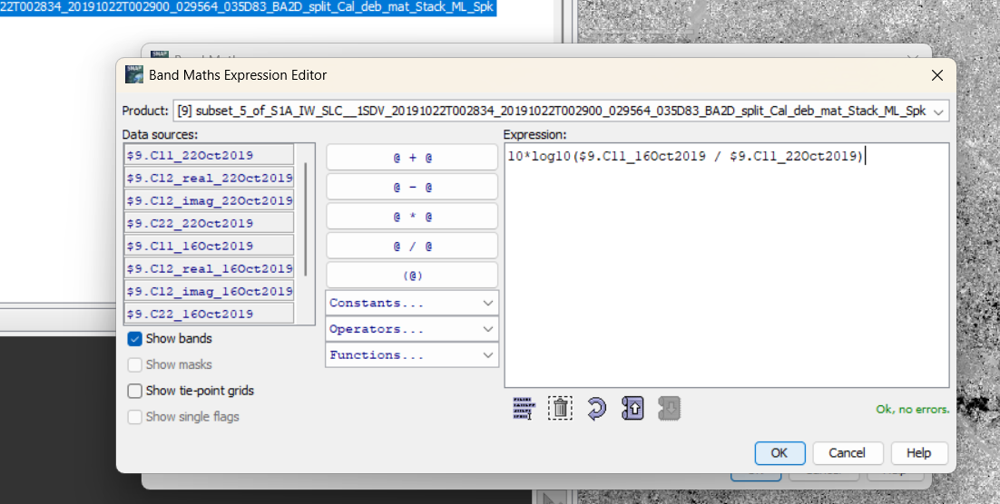 22T002834_20191022T002900_029564_035D83_BA2D_split_Cal_deb_mat_Stack_ML_Spk
SNAP Band Maths Expression Editor
Product: [9] subset_5_of_S1A_IW_SLC__1SDV_20191022T002834_20191022T002900_029564_035D83_BA2D_split_Cal_deb_mat_Stack_ML_Spk
Data sources:
Expression:
$9.C11_22Oct2019
$9.C12_real_22Oct2019
$9.C12_imag_22Oct2019
$9.C22_22Oct2019
$9.C11_16Oct2019
$9.C12_real_16Oct2019
$9.C12_imag_16Oct2019
$9.C22_16Oct2019
@ + @
@ - @
@ * @
@ / @
(@)
Constants...
Operators...
Functions...
10*log10($9.C11_16Oct2019 / $9.C11_22Oct2019)
Show bands
Show masks
Show tie-point grids
Show single flags
Ok, no errors.
OK
Cancel
Help